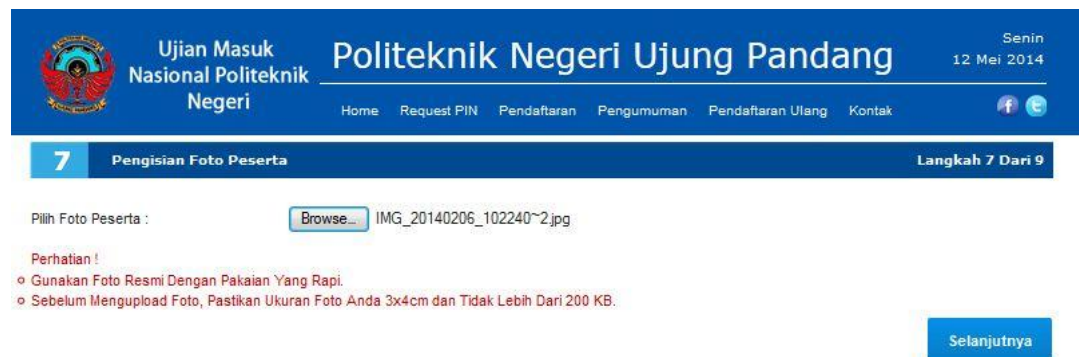 Ujian Masuk
Nasional Politeknik
Negeri
Politeknik Negeri Ujung Pandang
Senin
12 Mei 2014
Home Request PIN Pendaftaran Pengumuman Pendaftaran Ulang Kontak
7 Pengisian Foto Peserta Langkah 7 Dari 9
Pilih Foto Peserta : Browse... IMG_20140206_102240~2.jpg
Perhatian !
Gunakan Foto Resmi Dengan Pakaian Yang Rapi.
Sebelum Mengupload Foto, Pastikan Ukuran Foto Anda 3x4cm dan Tidak Lebih Dari 200 KB.
Selanjutnya